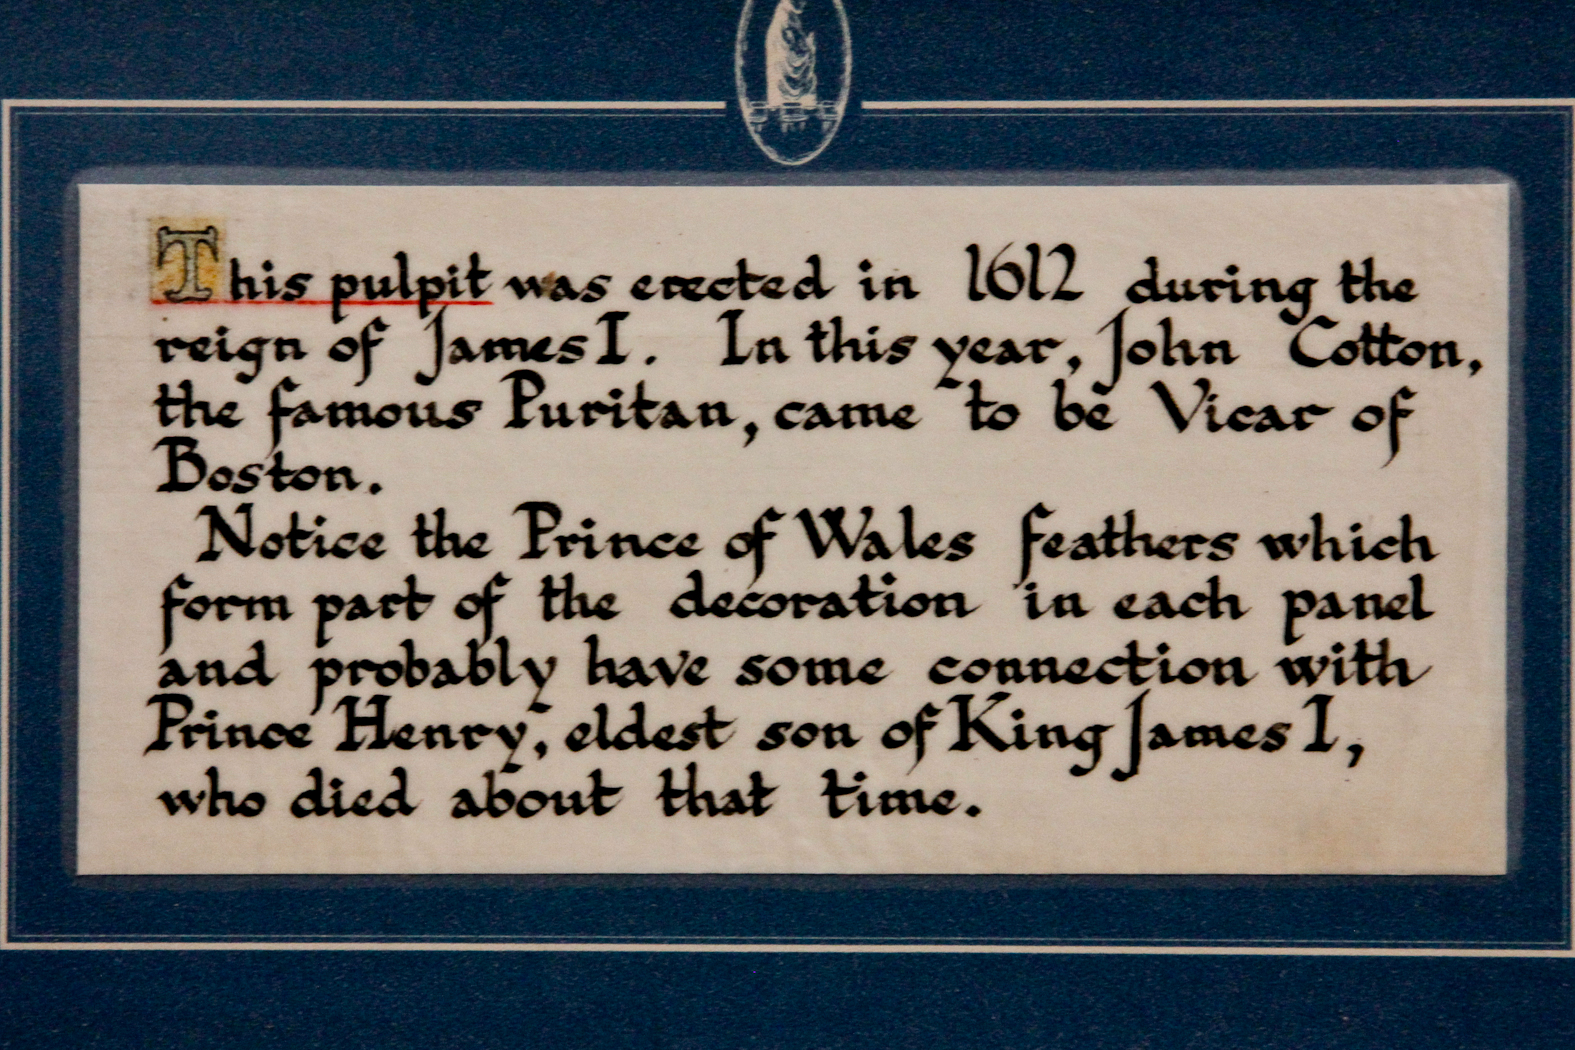 This pulpit was erected in 1612 during the
reign of James I. In this year, John Cotton,
the famous Puritan, came to be Vicar of
Boston.
Notice the Prince of Wales feathers which
form part of the decoration in each panel
and probably have some connection with
Prince Henry, eldest son of King James I,
who died about that time.